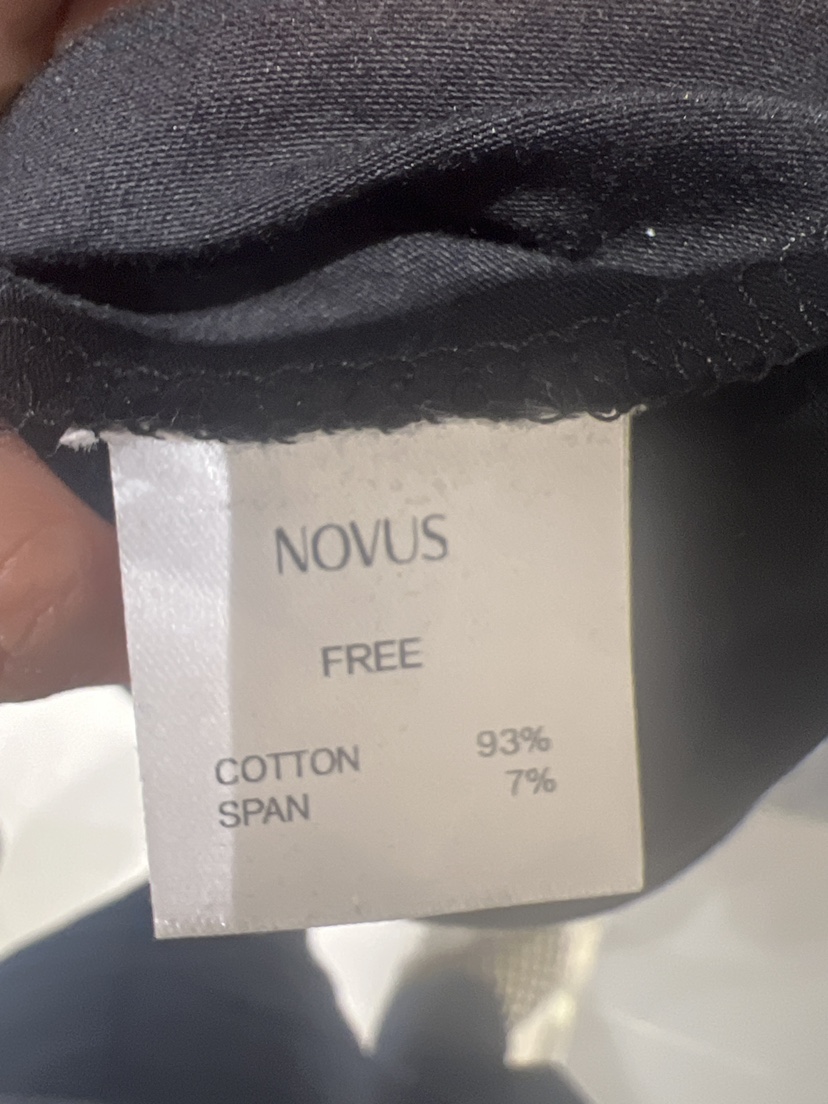 NOVUS
FREE
COTTON 93%
SPAN 7%